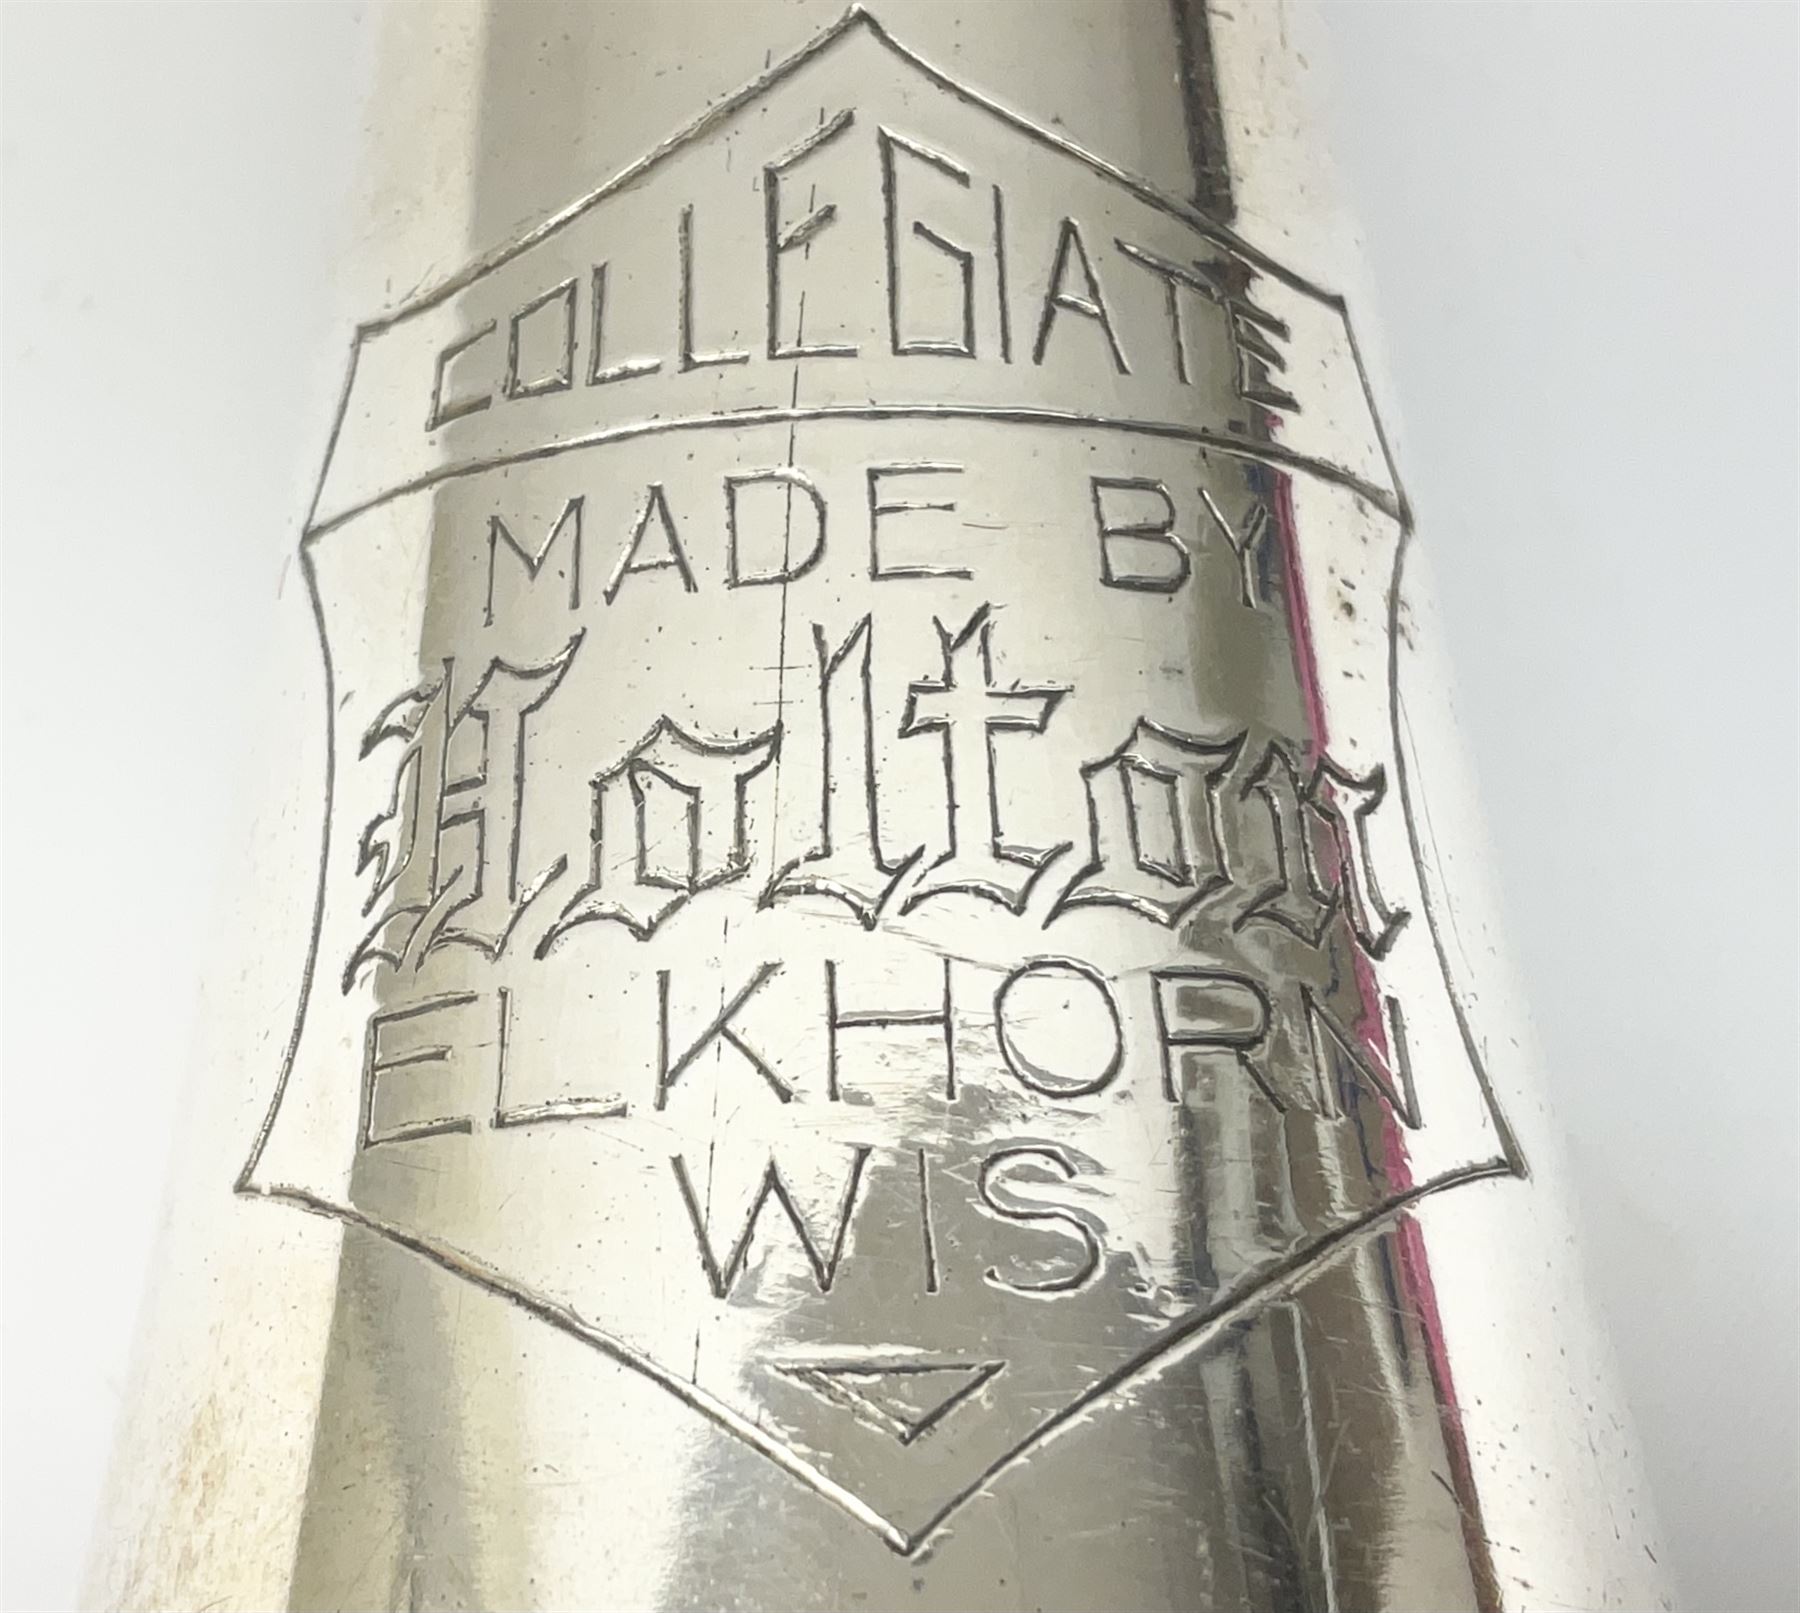 COLLEGIATE
MADE BY
Holton
ELKHORN
WIS.